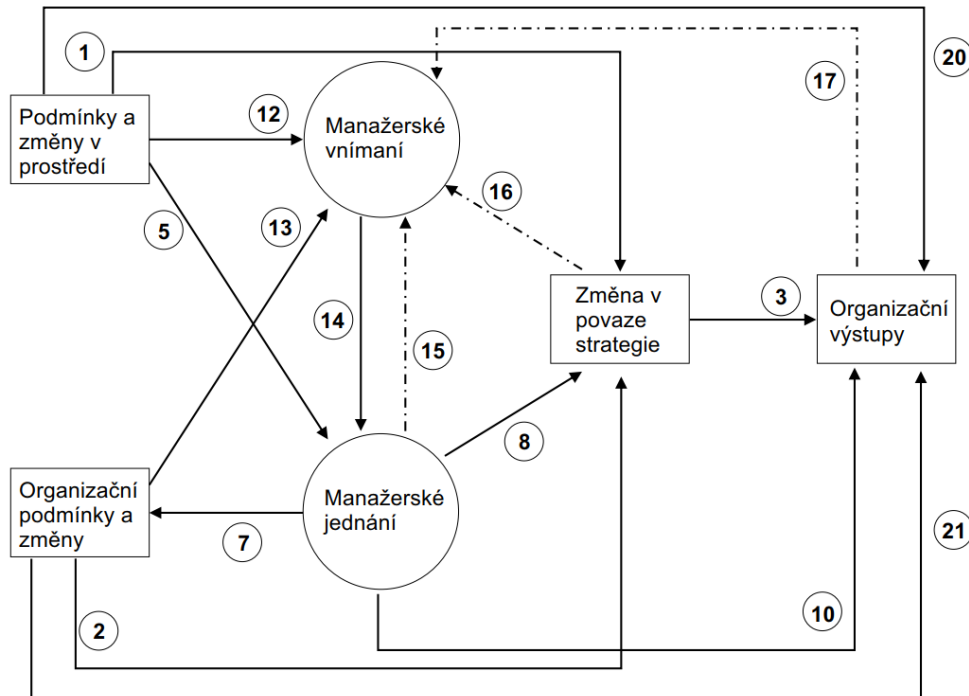 1
20
17
Podmínky a
změny v
prostředí
12
Manažerské
vnímaní
16
5
13
Změna v
povaze
strategie
3
Organizační
výstupy
14
15
8
Organizační
podmínky a
změny
7
Manažerské
jednání
21
2
10